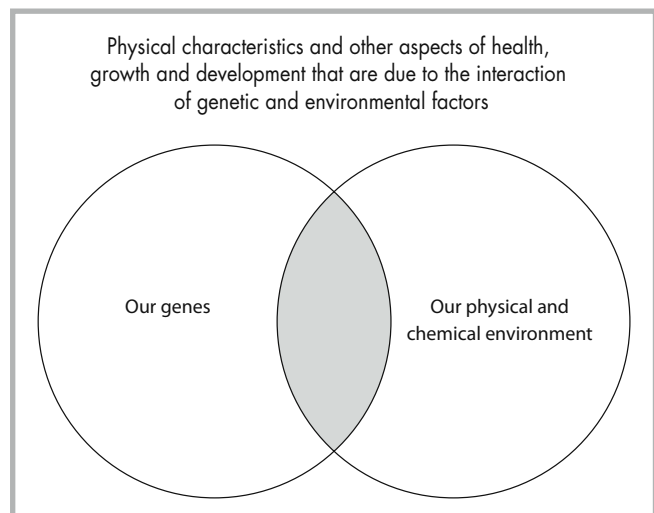 Physical characteristics and other aspects of health,
growth and development that are due to the interaction
of genetic and environmental factors
Our genes
Our physical and
chemical environment